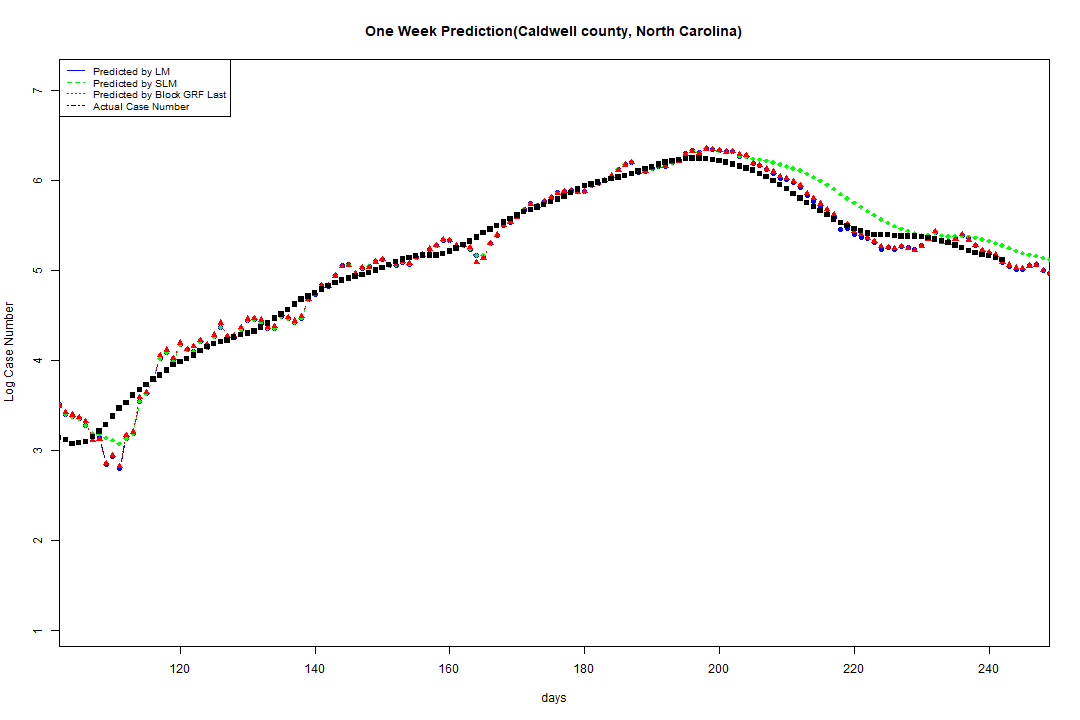 One Week Prediction(Caldwell county, North Carolina)
Predicted by LM
Predicted by SLM
Predicted by Block GRF Last
Actual Case Number
7
6
5
4
3
2
1
Log Case Number
120 140 160 180 200 220 240
days